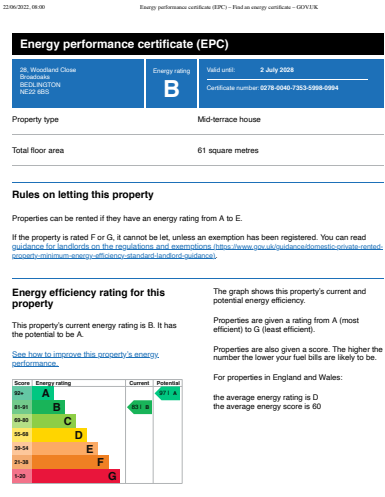 22/06/2022, 08:00 Energy performance certificate (EPC) – Find an energy certificate – GOV.UK
Energy performance certificate (EPC)
28, Woodland Close
Broadoaks
BEDLINGTON
NE22 6BS
Energy rating
B
Valid until: 2 July 2028
Certificate number: 0278-0040-7353-5998-0994
Property type Mid-terrace house
Total floor area 61 square metres
Rules on letting this property
Properties can be rented if they have an energy rating from A to E.
If the property is rated F or G, it cannot be let, unless an exemption has been registered. You can read
guidance for landlords on the regulations and exemptions (https://www.gov.uk/guidance/domestic-private-rented-
property-minimum-energy-efficiency-standard-landlord-guidance).
Energy efficiency rating for this
property
This property's current energy rating is B. It has
the potential to be A.
See how to improve this property's energy
performance.
Score Energy rating Current Potential
92+ A 97 | A
81-91 B 83 | B
69-80 C
55-68 D
39-54 E
21-38 F
1-20 G
The graph shows this property's current and
potential energy efficiency.
Properties are given a rating from A (most
efficient) to G (least efficient).
Properties are also given a score. The higher the
number the lower your fuel bills are likely to be.
For properties in England and Wales:
the average energy rating is D
the average energy score is 60